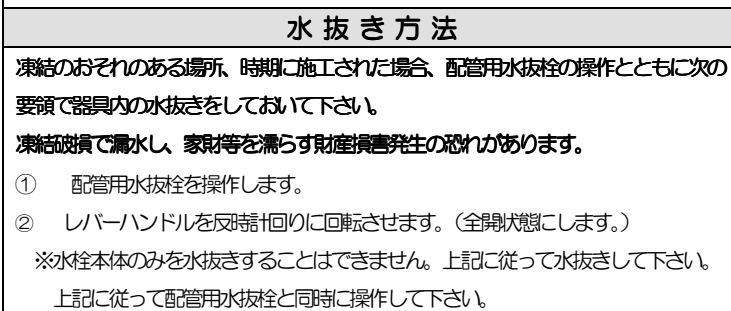 水抜き方法
凍結のおそれのある場所、時期に施工された場合、配管用水抜栓の操作とともに次の
要領で器具内の水抜きをしておいて下さい。
凍結破損で漏水し、家財等を濡らす財産損害発生の恐れがあります。
① 配管用水抜栓を操作します。
② レバーハンドルを反時計回りに回転させます。（全開状態にします。）
※水栓本体のみを水抜きすることはできません。上記に従って水抜きして下さい。
上記に従って配管用水抜栓と同時に操作して下さい。